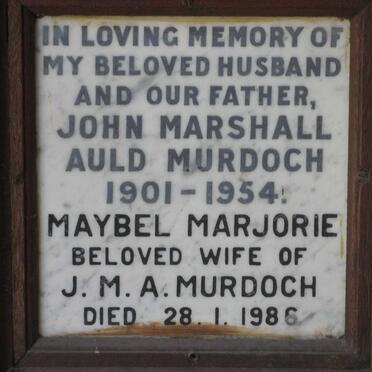 IN LOVING MEMORY OF
MY BELOVED HUSBAND
AND OUR FATHER,
JOHN MARSHALL
AULD MURDOCH
1901-1954.
MAYBEL MARJORIE
BELOVED WIFE OF
J. M. A. MURDOCH
DIED 28. 1. 1986